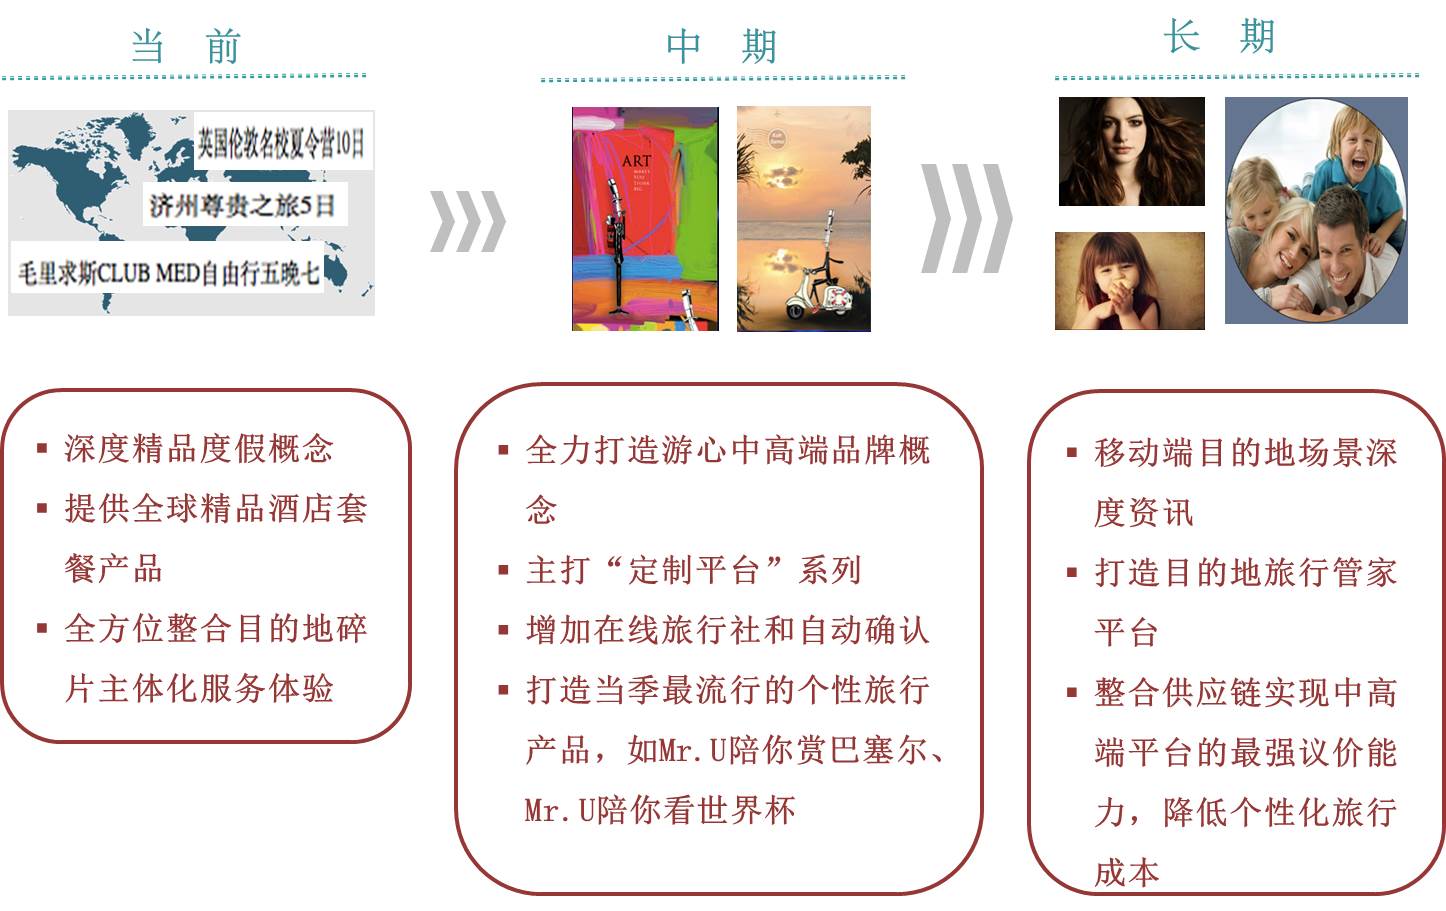 当 前
英国伦敦名校夏令营10日
济州尊贵之旅5日
毛里求斯CLUB MED自由行五晚七
▪ 深度精品度假概念
▪ 提供全球精品酒店套
餐产品
▪ 全方位整合目的地碎
片主体化服务体验
中 期
ART
MAKES
YOU
THINK
BIG
▪ 全力打造游心中高端品牌概
念
▪ 主打“定制平台”系列
▪ 增加在线旅行社和自动确认
▪ 打造当季最流行的个性旅行
产品，如Mr.U陪你赏巴塞尔、
Mr.U陪你看世界杯
长 期
▪ 移动端目的地场景深
度资讯
▪ 打造目的地旅行管家
平台
▪ 整合供应链实现中高
端平台的最强议价能
力，降低个性化旅行
成本